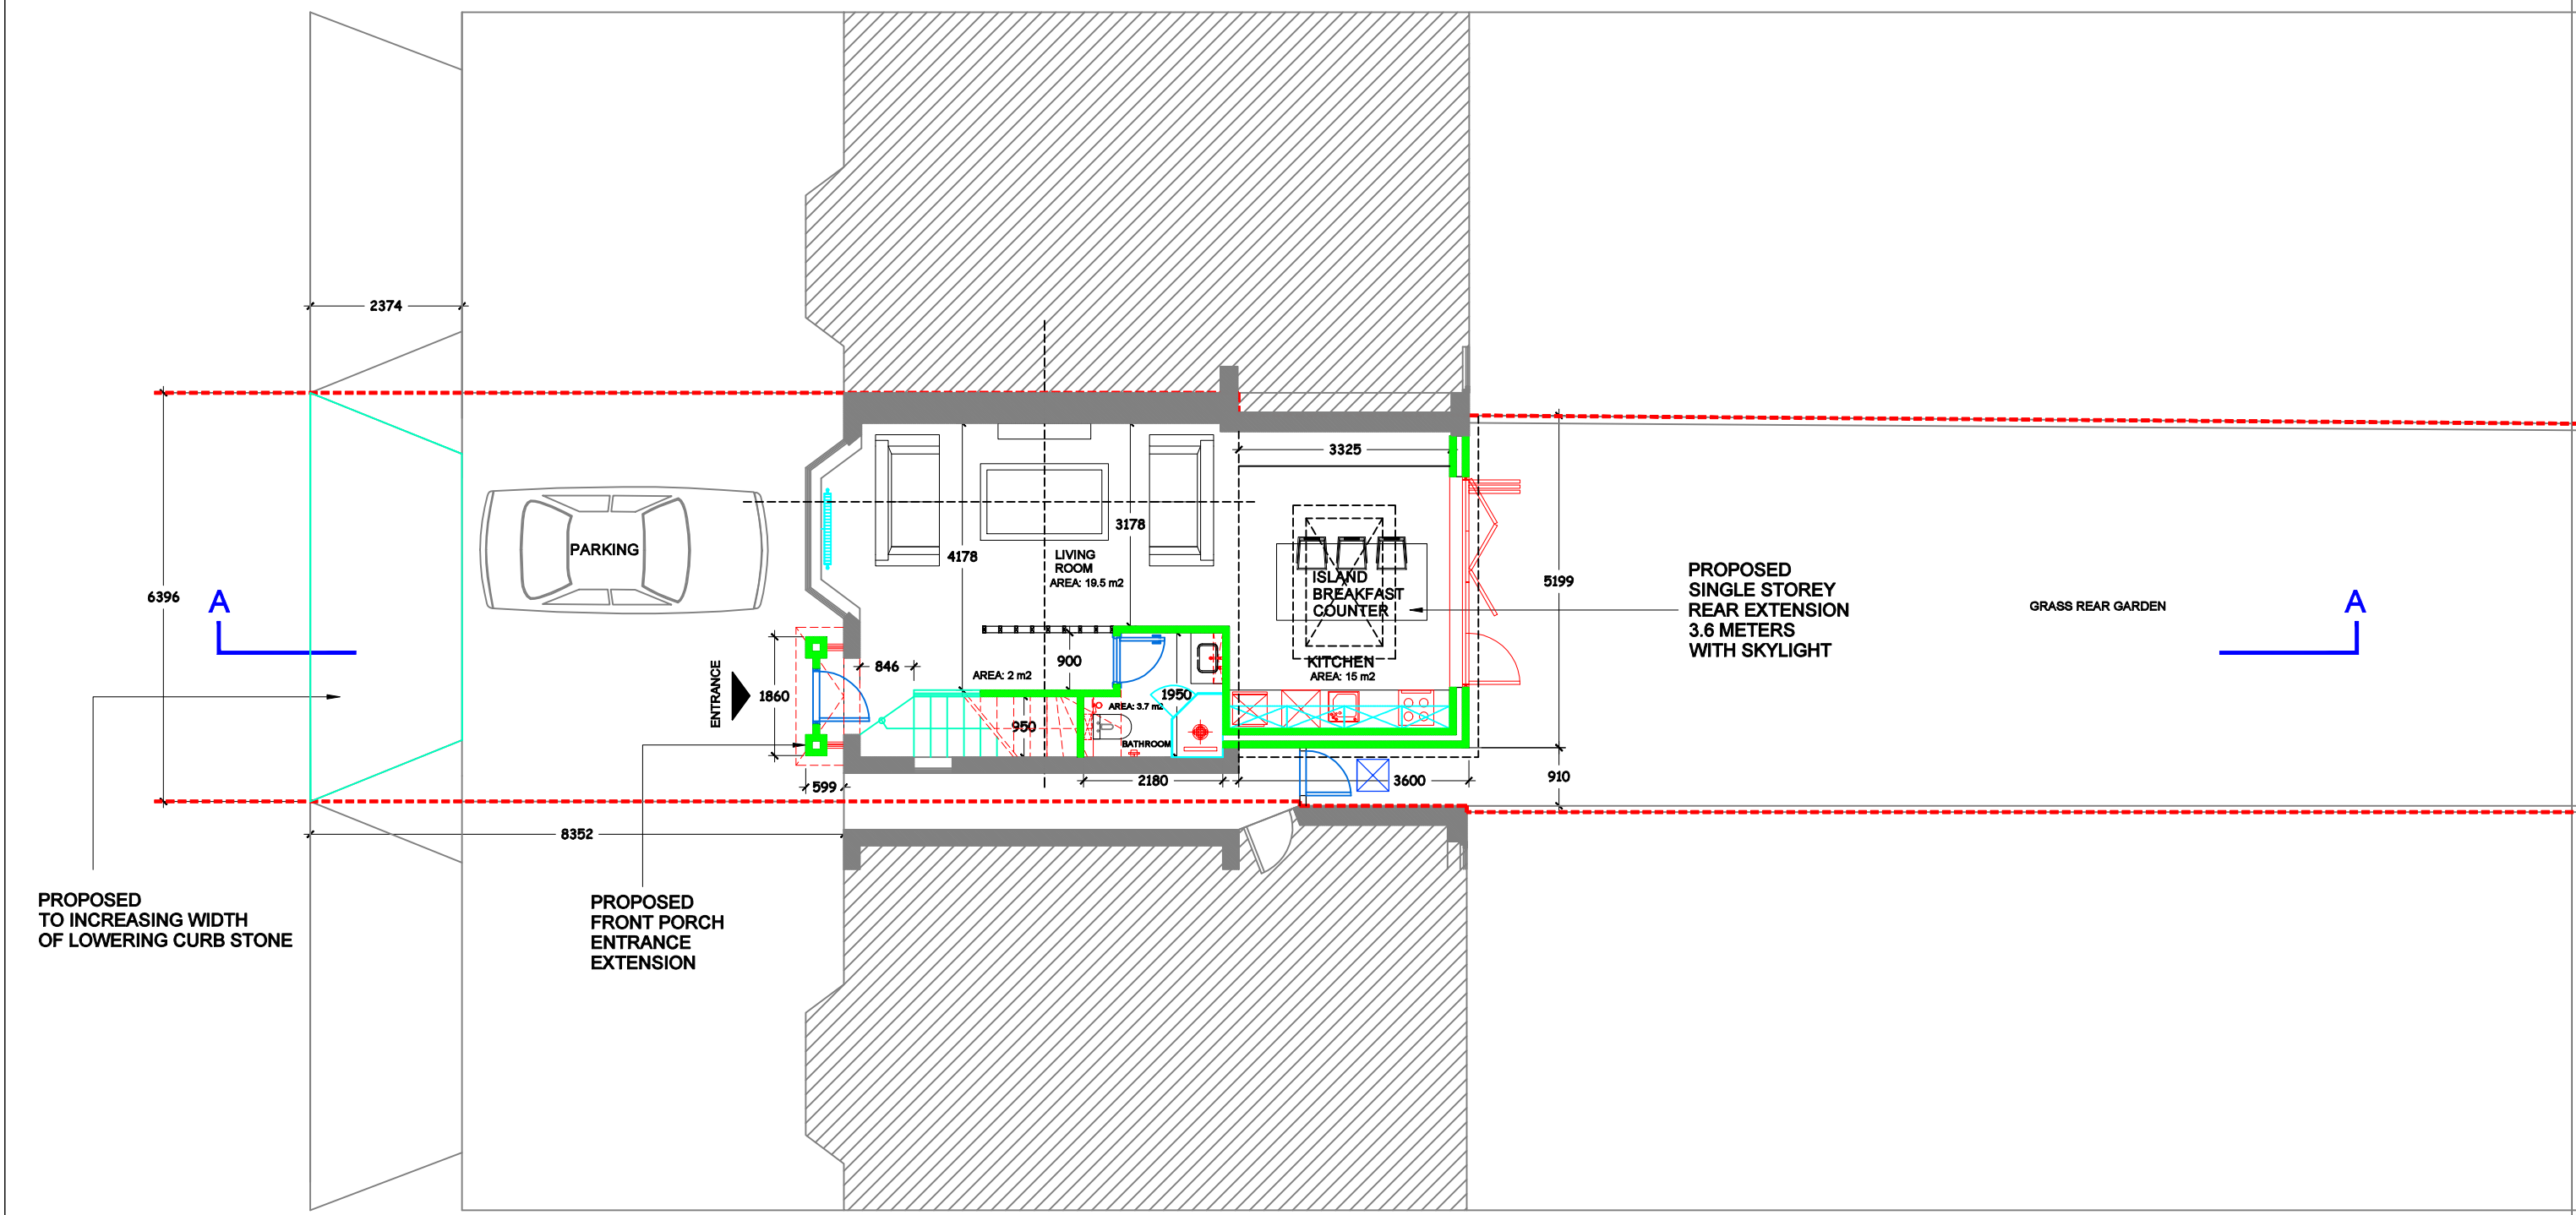 2374
6396
A
PARKING
ENTRANCE
1860
599
8352
846
4178
3178
LIVING
ROOM
AREA: 19.5 m2
900
AREA: 2 m2
950
1950
AREA: 3.7 m2
BATHROOM
2180
3325
ISLAND
BREAKFAST
COUNTER
KITCHEN
AREA: 15 m2
3600
5199
910
PROPOSED
SINGLE STOREY
REAR EXTENSION
3.6 METERS
WITH SKYLIGHT
GRASS REAR GARDEN
A
PROPOSED
TO INCREASING WIDTH
OF LOWERING CURB STONE
PROPOSED
FRONT PORCH
ENTRANCE
EXTENSION